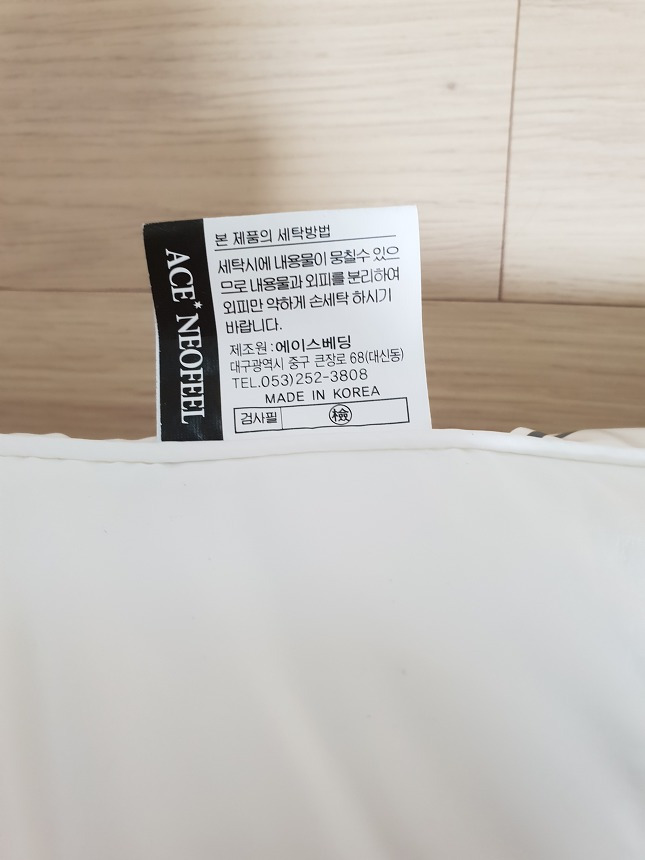 ACE* NEOFEEL
본 제품의 세탁방법
세탁시에 내용물이 뭉칠수 있으
므로 내용물과 외피를 분리하여
외피만 약하게 손세탁 하시기
바랍니다.
제조원 : 에이스베딩
대구광역시 중구 큰장로 68(대신동)
TEL.053)252-3808
MADE IN KOREA
검사필 檢